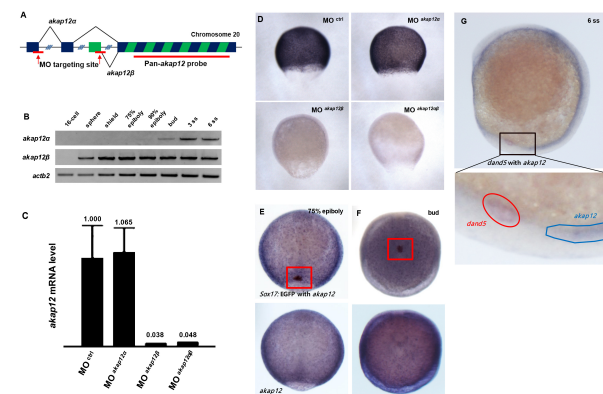 A
akap12α
Chromosome 20
MO targeting site
Pan-akap12 probe
akap12β
B
16-cell
sphere
shield
75% epiboly
90% epiboly
bud
3 ss
6 ss
akap12α
akap12β
actb2
C
akap12 mRNA level
1.000
1.065
0.038
0.048
MO ctrl
MO akap12α
MO akap12β
MO akap12αβ
D
MO ctrl
MO akap12α
MO akap12β
MO akap12αβ
E
75% epiboly
Sox17: EGFP with akap12
akap12
F
bud
G
6 ss
dand5 with akap12
dand5
akap12